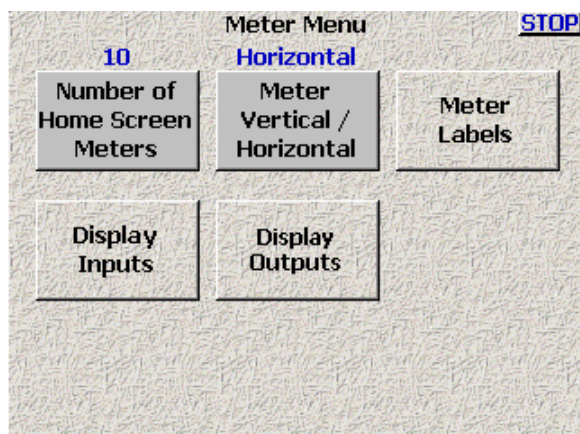 Meter Menu
STOP
10
Horizontal
Number of
Home Screen
Meters
Meter
Vertical /
Horizontal
Meter
Labels
Display
Inputs
Display
Outputs